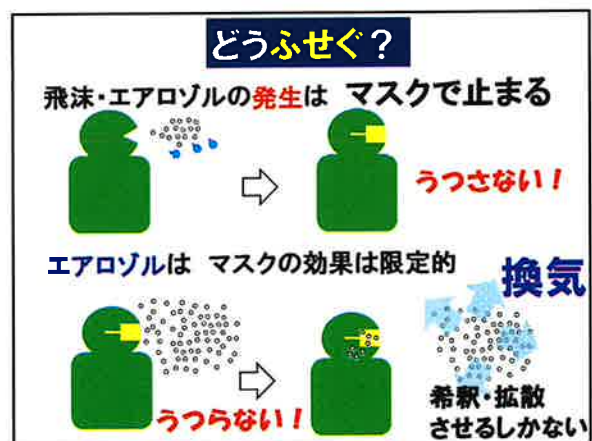 どうふせぐ？
飛沫・エアロゾルの発生は マスクで止まる
うつさない！
エアロゾルは マスクの効果は限定的
換気
うつらない！
希釈・拡散
させるしかない